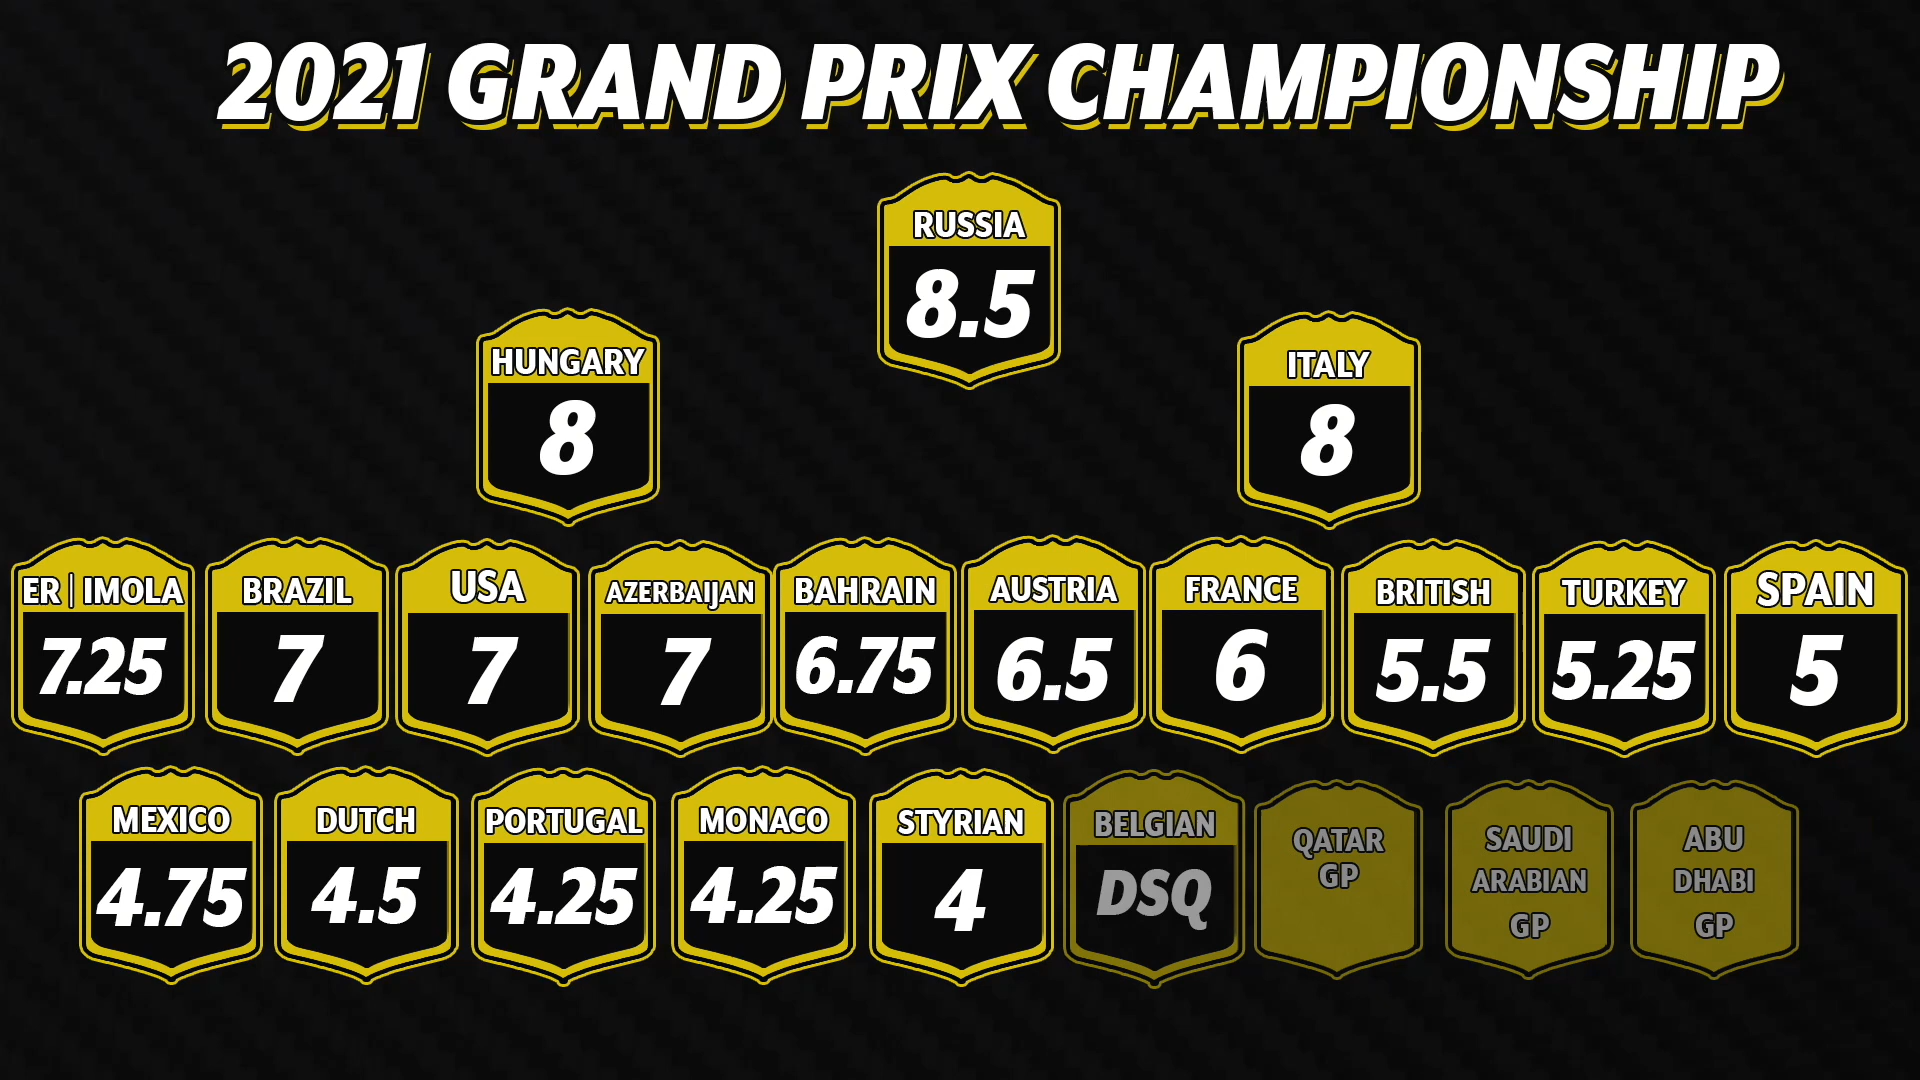 2021 GRAND PRIX CHAMPIONSHIP
RUSSIA
8.5
HUNGARY
8
ITALY
8
ER | IMOLA
7.25
BRAZIL
7
USA
7
AZERBAIJAN
7
BAHRAIN
6.75
AUSTRIA
6.5
FRANCE
6
BRITISH
5.5
TURKEY
5.25
SPAIN
5
MEXICO
4.75
DUTCH
4.5
PORTUGAL
4.25
MONACO
4.25
STYRIAN
4
BELGIAN
DSQ
QATAR
GP
SAUDI
ARABIAN
GP
ABU
DHABI
GP